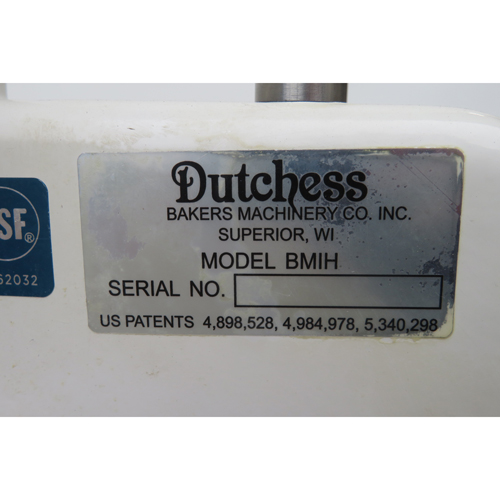 Dutchess
BAKERS MACHINERY CO. INC.
SUPERIOR, WI
MODEL BMIH
SERIAL NO.
US PATENTS 4,898,528, 4,984,978, 5,340,298
SF®
52032